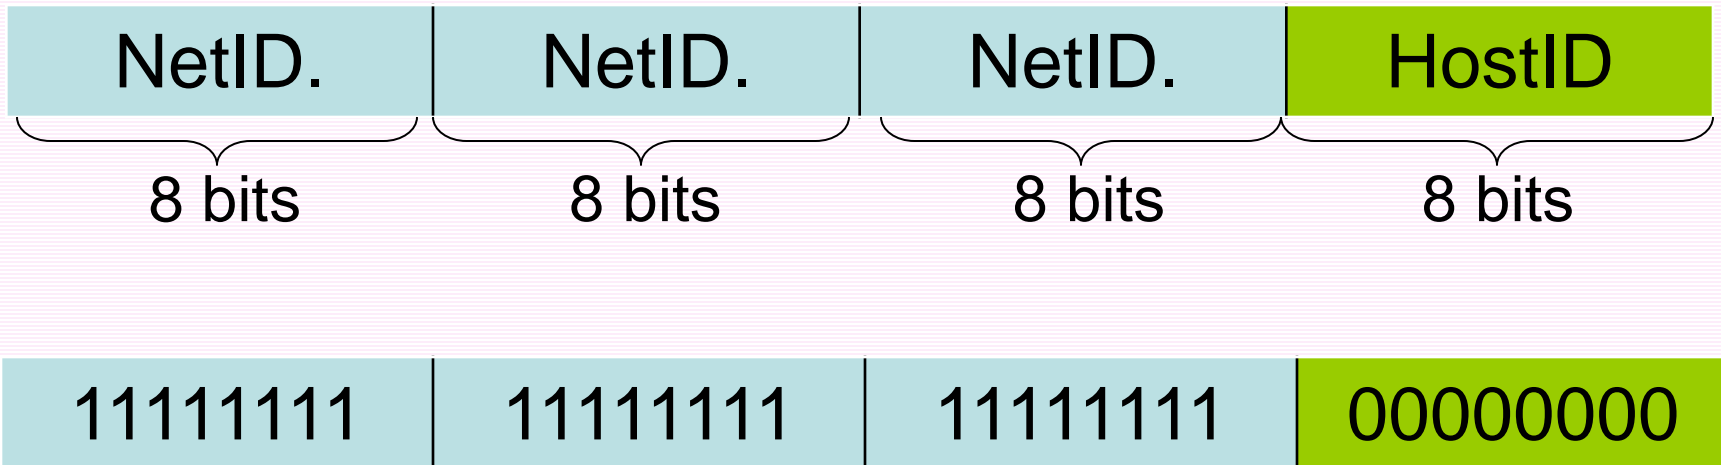 NetID. NetID. NetID. HostID
8 bits 8 bits 8 bits 8 bits
11111111 11111111 11111111 00000000